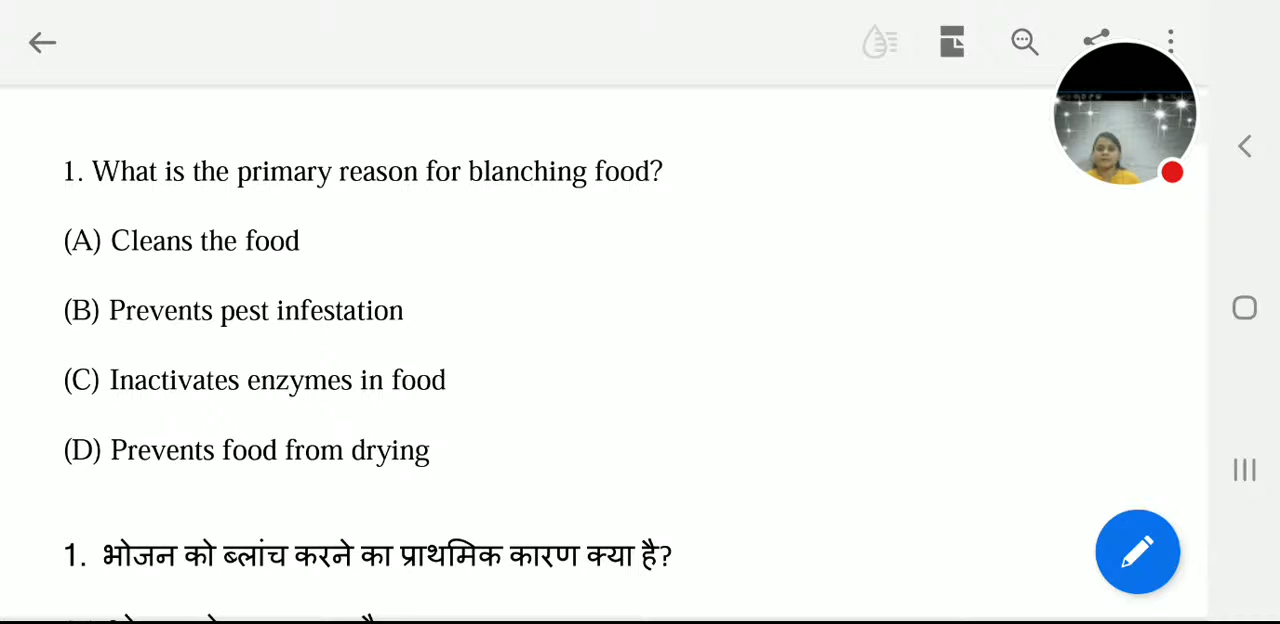 1. What is the primary reason for blanching food?
(A) Cleans the food
(B) Prevents pest infestation
(C) Inactivates enzymes in food
(D) Prevents food from drying
1. भोजन को ब्लांच करने का प्राथमिक कारण क्या है?